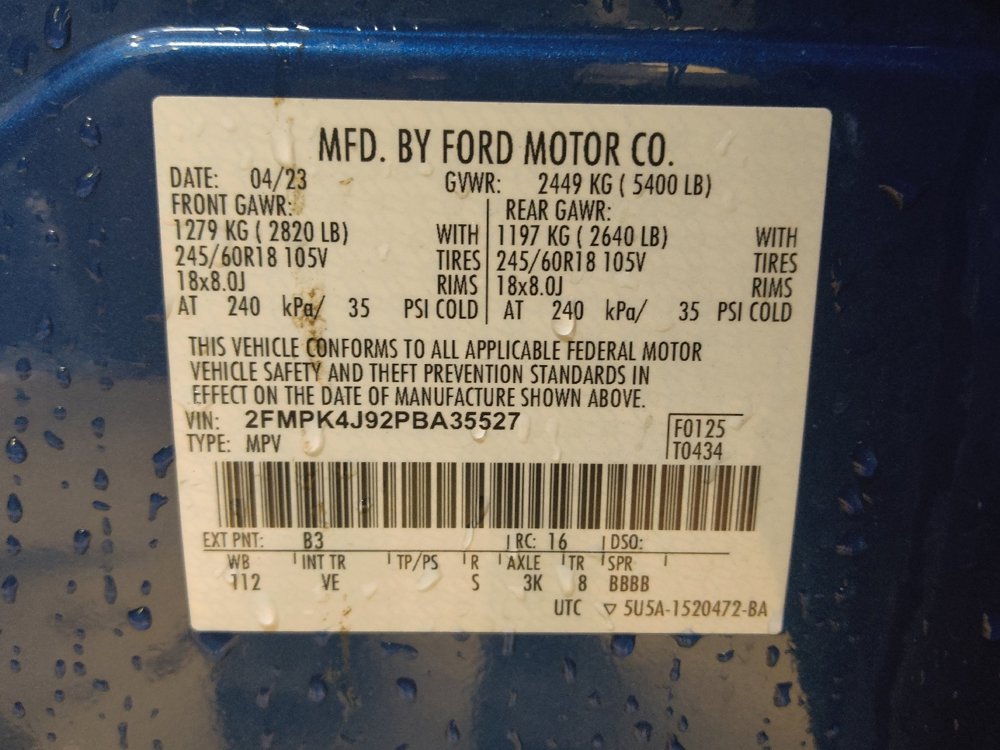 MFD. BY FORD MOTOR CO.
DATE: 04/23 GVWR: 2449 KG ( 5400 LB)
FRONT GAWR: REAR GAWR:
1279 KG ( 2820 LB) WITH 1197 KG ( 2640 LB) WITH
245/60R18 105V TIRES 245/60R18 105V TIRES
18x8.0J RIMS 18x8.0J RIMS
AT 240 kPa/ 35 PSI COLD AT 240 kPa/ 35 PSI COLD
THIS VEHICLE CONFORMS TO ALL APPLICABLE FEDERAL MOTOR
VEHICLE SAFETY AND THEFT PREVENTION STANDARDS IN
EFFECT ON THE DATE OF MANUFACTURE SHOWN ABOVE.
VIN: 2FMPK4J92PBA35527 F0125
TYPE: MPV T0434
EXT PNT: B3 RC: 16 DSO:
WB INT TR TP/PS R AXLE TR SPR
112 VE S 3K 8 BBBB
UTC ▽ 5U5A-1520472-BA